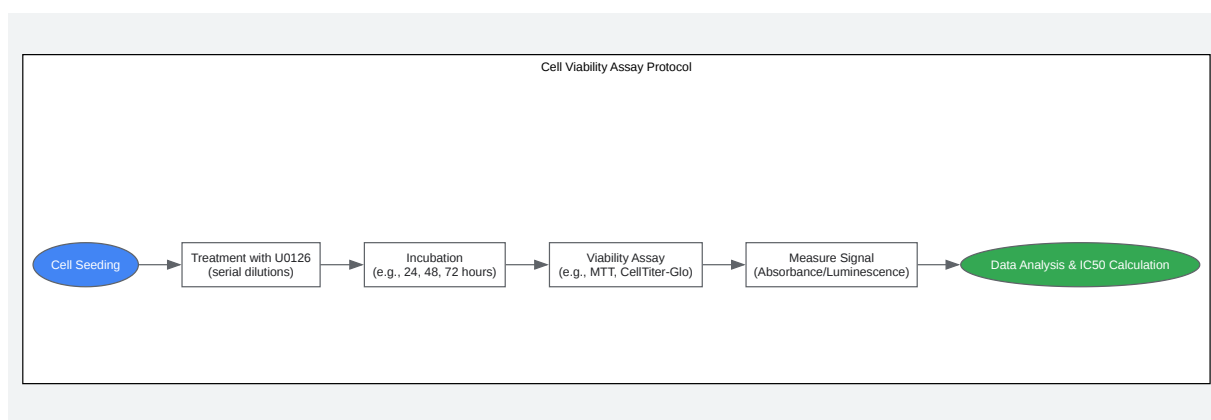 Cell Viability Assay Protocol
Cell Seeding
Treatment with U0126
(serial dilutions)
Incubation
(e.g., 24, 48, 72 hours)
Viability Assay
(e.g., MTT, CellTiter-Glo)
Measure Signal
(Absorbance/Luminescence)
Data Analysis & IC50 Calculation